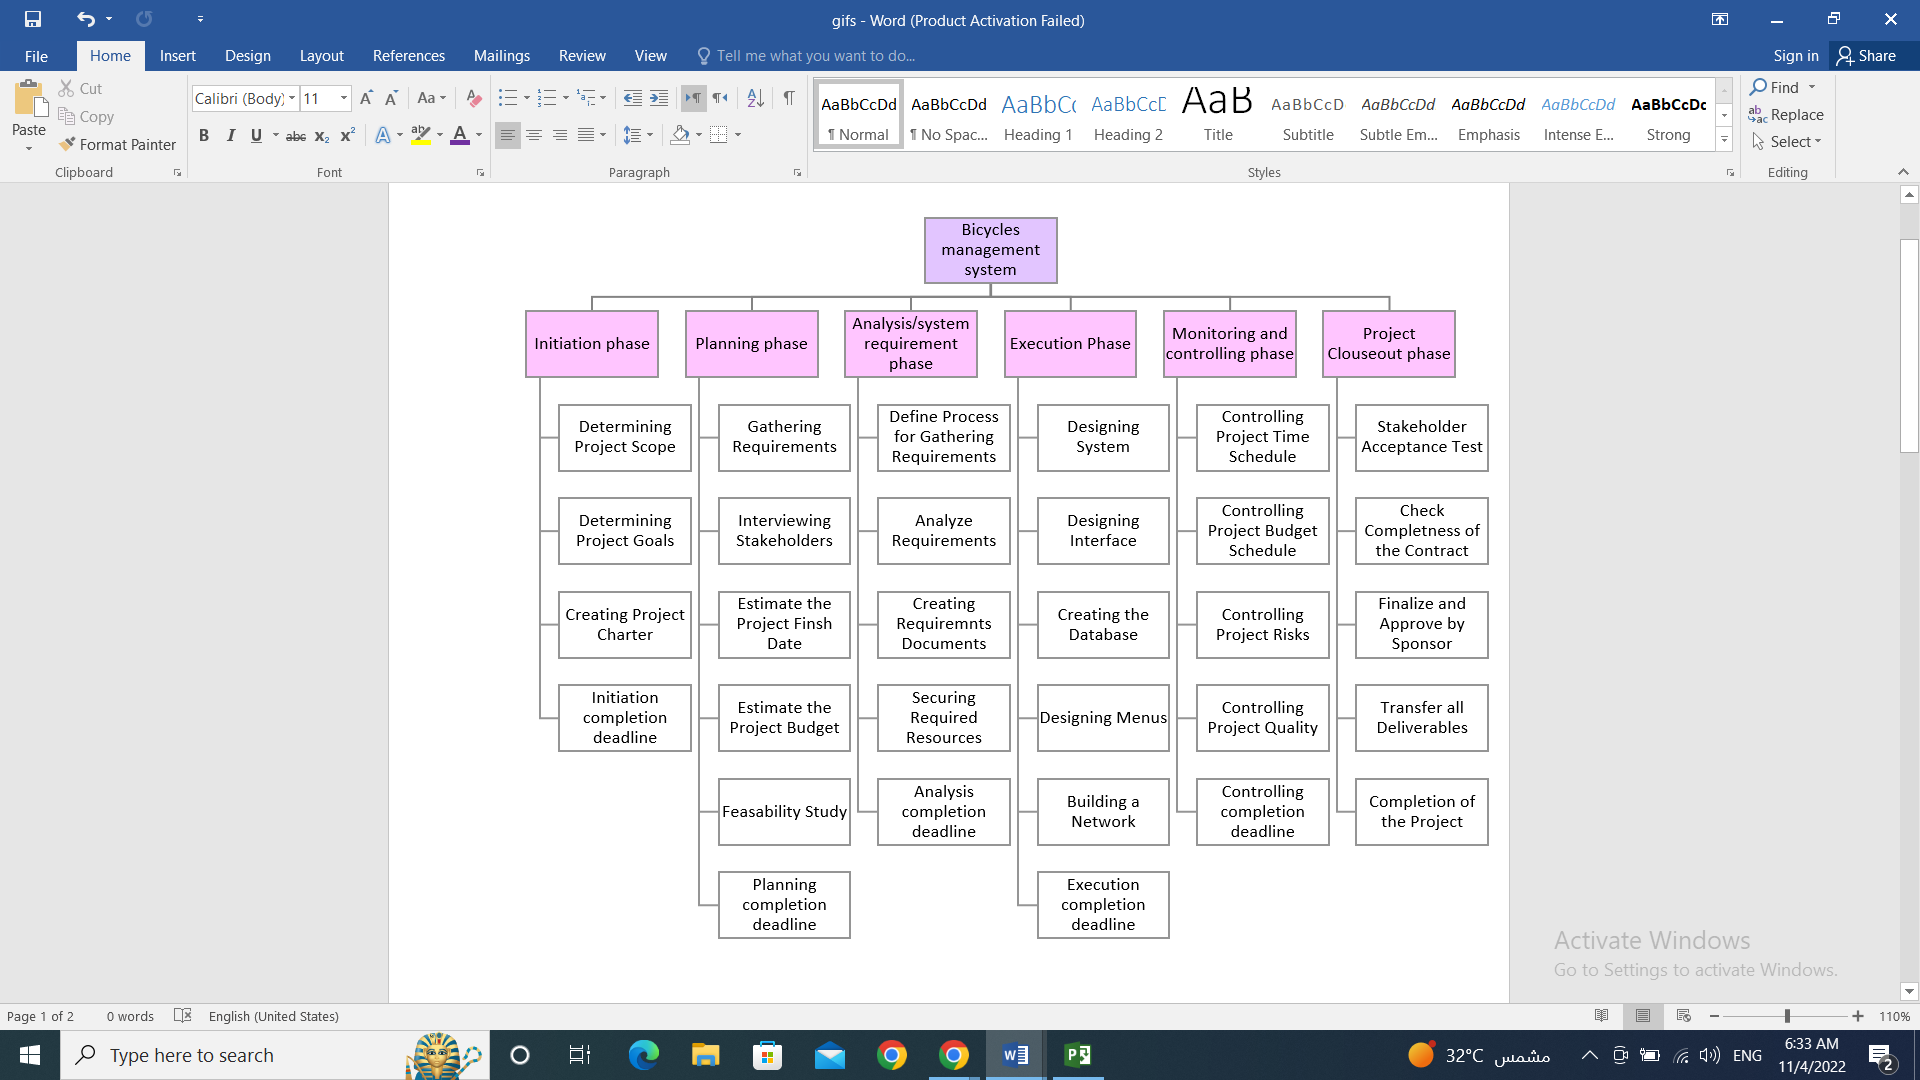 gifs - Word (Product Activation Failed)
File
Home
Insert
Design
Layout
References
Mailings
Review
View
Tell me what you want to do...
Sign in
Share
Paste
Cut
Copy
Format Painter
Clipboard
Calibri (Body)
11
Font
Paragraph
AaBbCcDd
¶ Normal
AaBbCcDd
¶ No Spac...
AaBbCc
Heading 1
AaBbCcD
Heading 2
AaB
Title
AaBbCcD
Subtitle
AaBbCcDd
Subtle Em...
AaBbCcDd
Emphasis
AaBbCcDd
Intense E...
AaBbCcDc
Strong
Styles
Find
Replace
Select
Editing
Bicycles
management
system
Initiation phase
Planning phase
Analysis/system
requirement
phase
Execution Phase
Monitoring and
controlling phase
Project
Clouseout phase
Determining
Project Scope
Determining
Project Goals
Creating Project
Charter
Initiation
completion
deadline
Gathering
Requirements
Interviewing
Stakeholders
Estimate the
Project Finsh
Date
Estimate the
Project Budget
Feasability Study
Planning
completion
deadline
Define Process
for Gathering
Requirements
Analyze
Requirements
Creating
Requiremnts
Documents
Securing
Required
Resources
Analysis
completion
deadline
Designing
System
Designing
Interface
Creating the
Database
Designing Menus
Building a
Network
Execution
completion
deadline
Controlling
Project Time
Schedule
Controlling
Project Budget
Schedule
Controlling
Project Risks
Controlling
Project Quality
Controlling
completion
deadline
Stakeholder
Acceptance Test
Check
Completness of
the Contract
Finalize and
Approve by
Sponsor
Transfer all
Deliverables
Completion of
the Project
Activate Windows
Go to Settings to activate Windows.
Page 1 of 2
0 words
English (United States)
110%
Type here to search
32°C مشمس
ENG
6:33 AM
11/4/2022
2